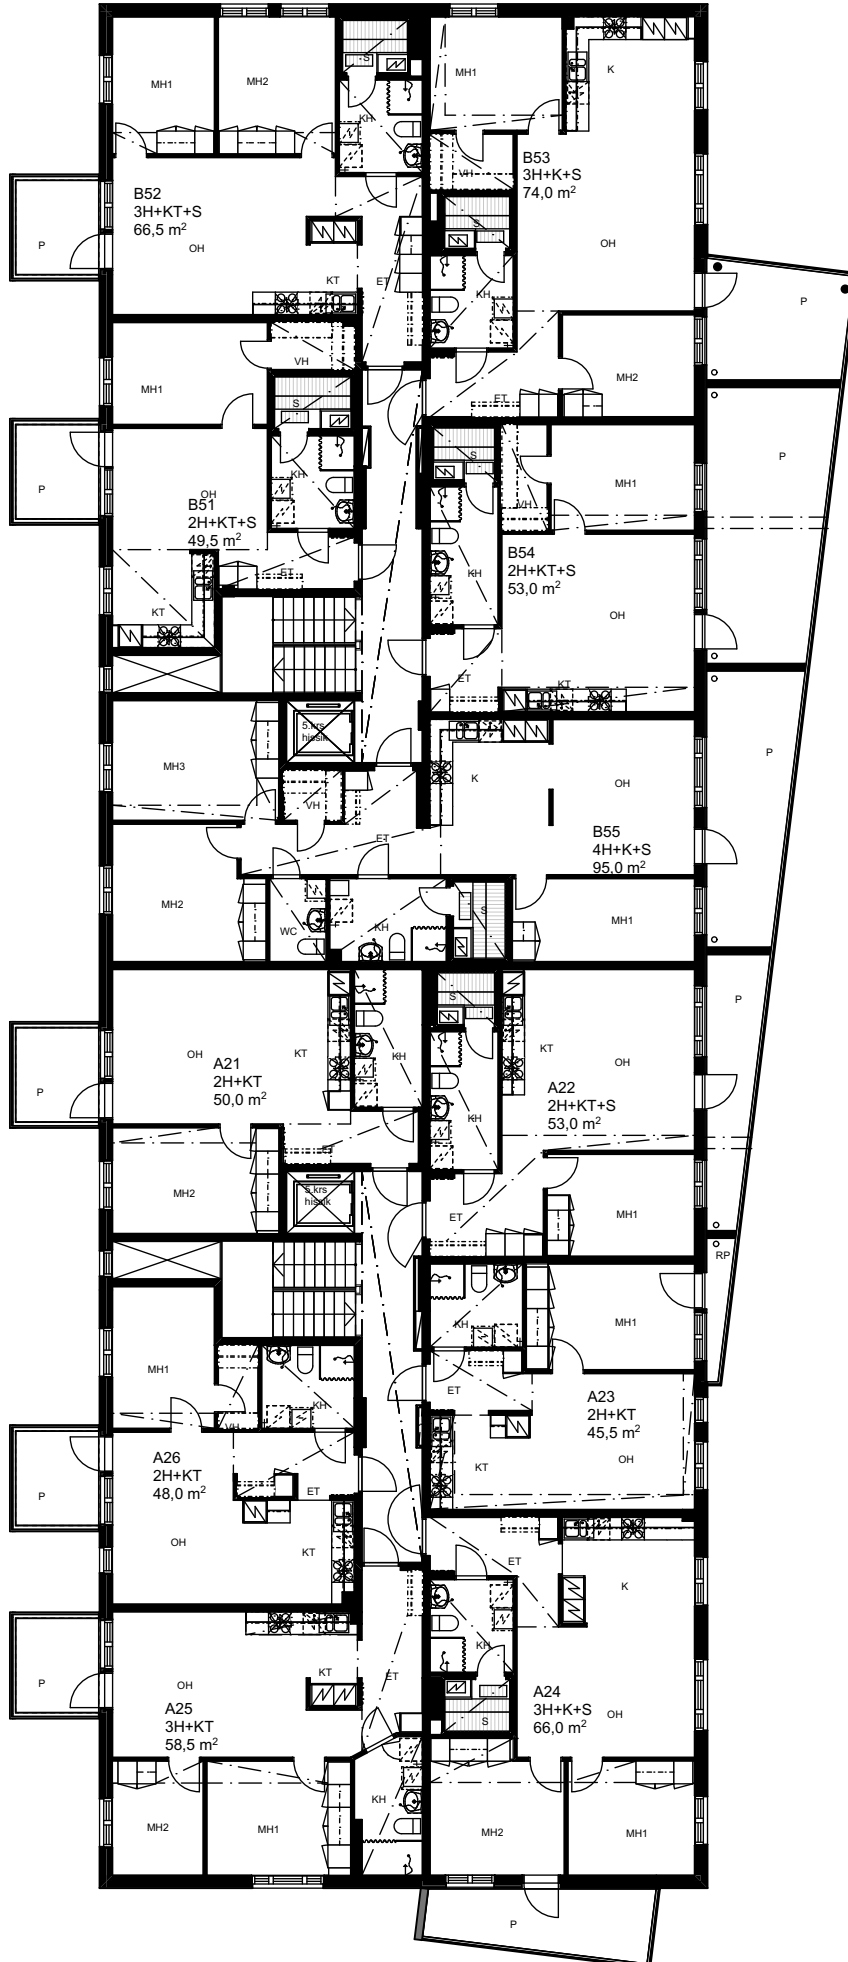 S
MH1
MH2
MH1
K
KH
B53
3H+K+S
74,0 m²
VH
B52
3H+KT+S
66,5 m²
S
P
OH
OH
ET
KT
KH
P
VH
MH1
MH2
S
ET
P
S
KH
P
OH
MH1
B51
2H+KT+S
49,5 m²
VH
B54
2H+KT+S
53,0 m²
ET
KH
KT
OH
ET
KT
5.krs
hissik
P
MH3
K
OH
VH
B55
4H+K+S
95,0 m²
ET
MH2
S
MH1
WC
KH
S
P
OH
KT
KT
OH
A21
2H+KT
50,0 m²
KH
A22
2H+KT+S
53,0 m²
P
KH
ET
MH2
5.krs
hissik
ET
MH1
RP
KH
MH1
MH1
ET
A23
2H+KT
45,5 m²
KH
VH
A26
2H+KT
48,0 m²
OH
KT
P
ET
OH
KT
ET
K
KH
KT
ET
P
OH
A25
3H+KT
58,5 m²
A24
3H+K+S
66,0 m²
OH
S
KH
MH2
MH1
MH2
MH1
P